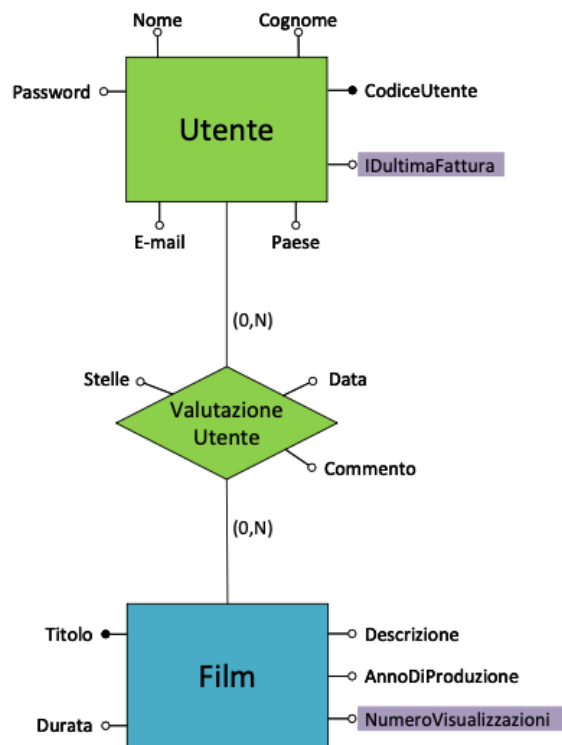 Nome
Cognome
Password
CodiceUtente
Utente
IDultimaFattura
E-mail
Paese
(0,N)
Stelle
Data
Valutazione
Utente
Commento
(0,N)
Titolo
Descrizione
Film
AnnoDiProduzione
Durata
NumeroVisualizzazioni